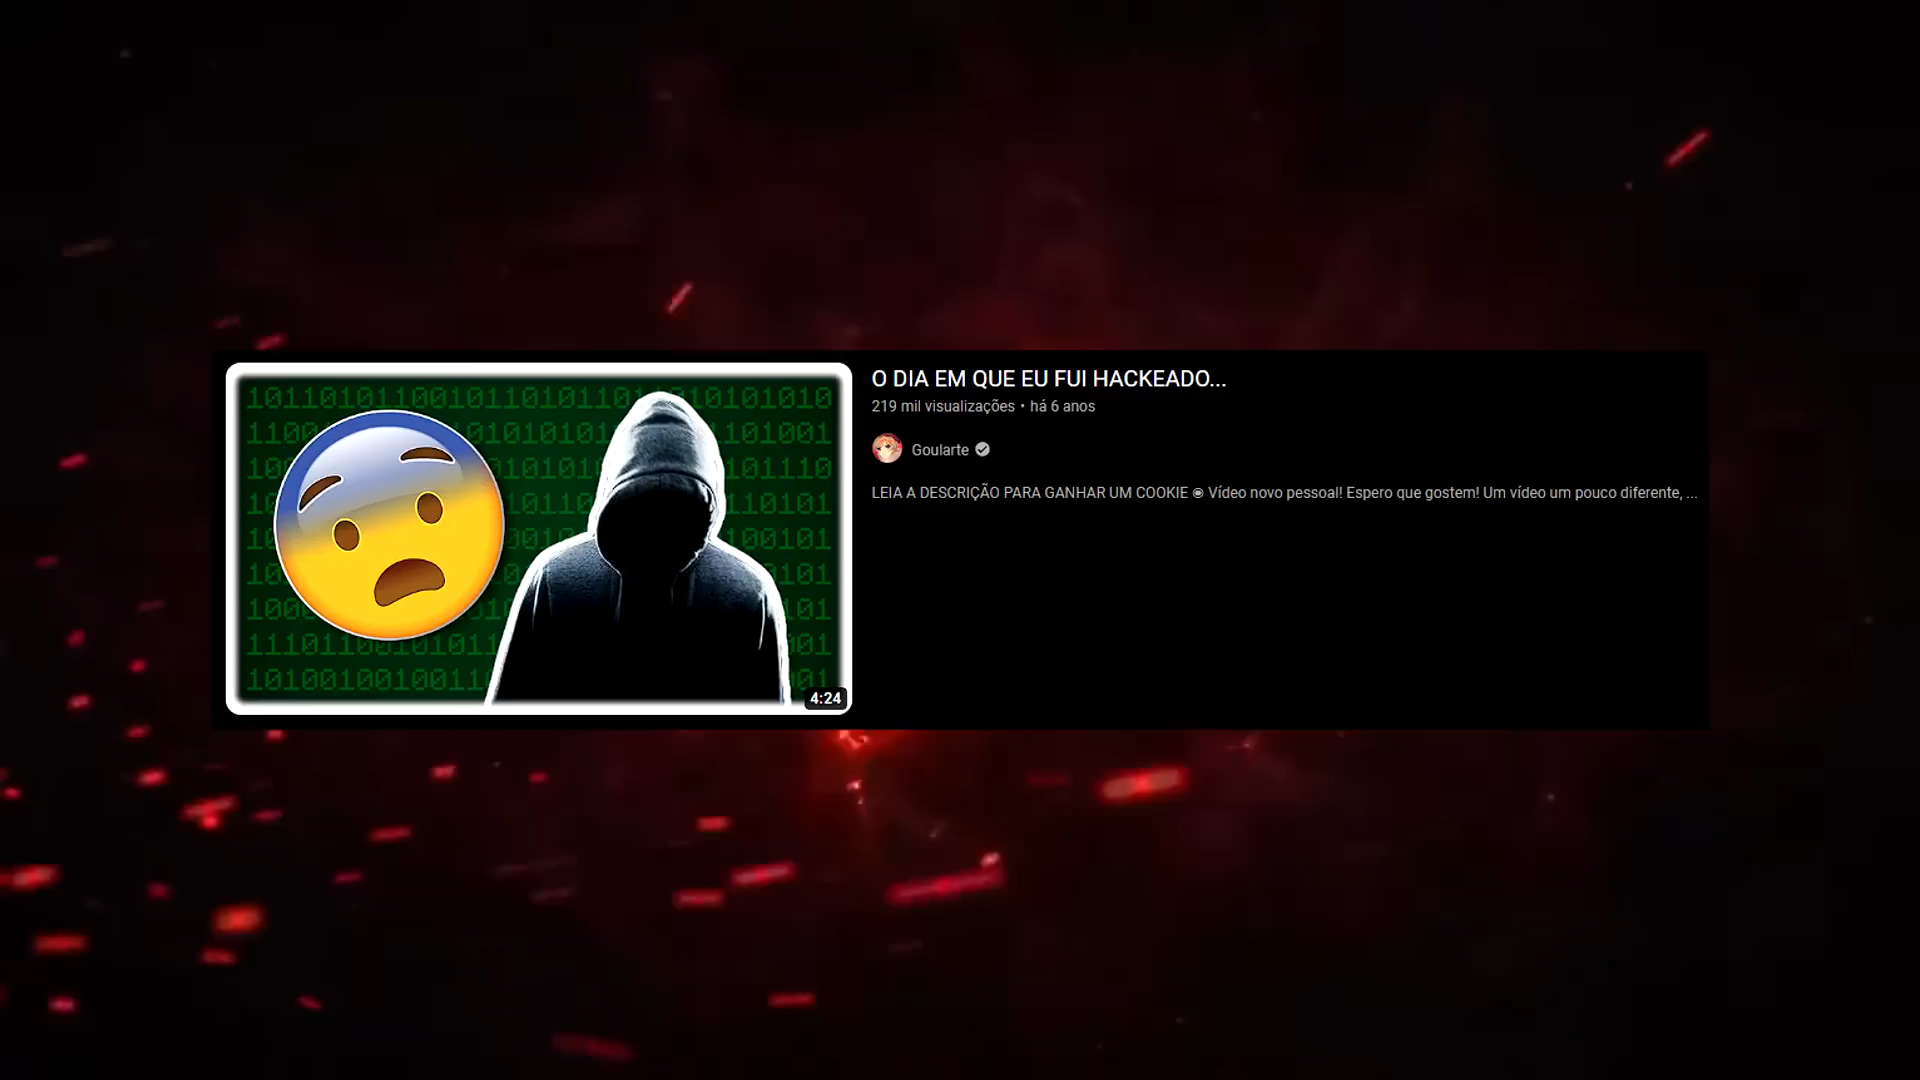 O DIA EM QUE EU FUI HACKEADO...
219 mil visualizações • há 6 anos
Goularte
LEIA A DESCRIÇÃO PARA GANHAR UM COOKIE ◉ Vídeo novo pessoal! Espero que gostem! Um vídeo um pouco diferente, ...
4:24